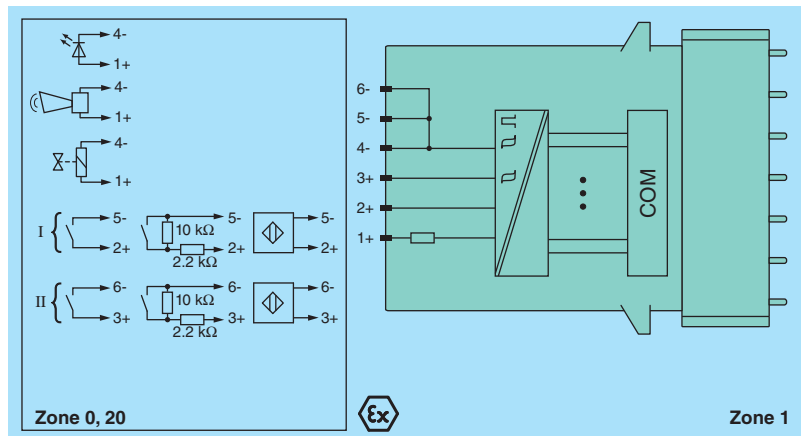 4-
1+
4-
1+
4-
1+
I
5-
2+
10 kΩ
2.2 kΩ
5-
2+
5-
2+
II
6-
3+
10 kΩ
2.2 kΩ
6-
3+
6-
3+
Zone 0, 20
6-
5-
4-
3+
2+
1+
COM
Ex
Zone 1